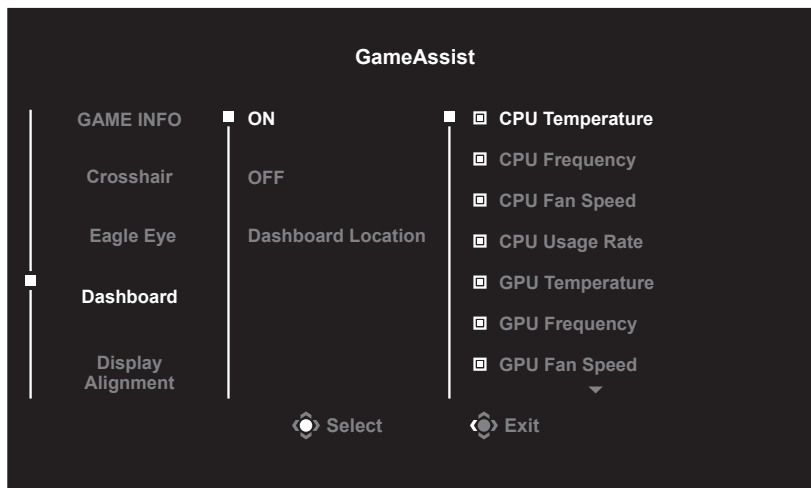 GameAssist
GAME INFO
Crosshair
Eagle Eye
Dashboard
Display
Alignment
ON
OFF
Dashboard Location
CPU Temperature
CPU Frequency
CPU Fan Speed
CPU Usage Rate
GPU Temperature
GPU Frequency
GPU Fan Speed
Select
Exit